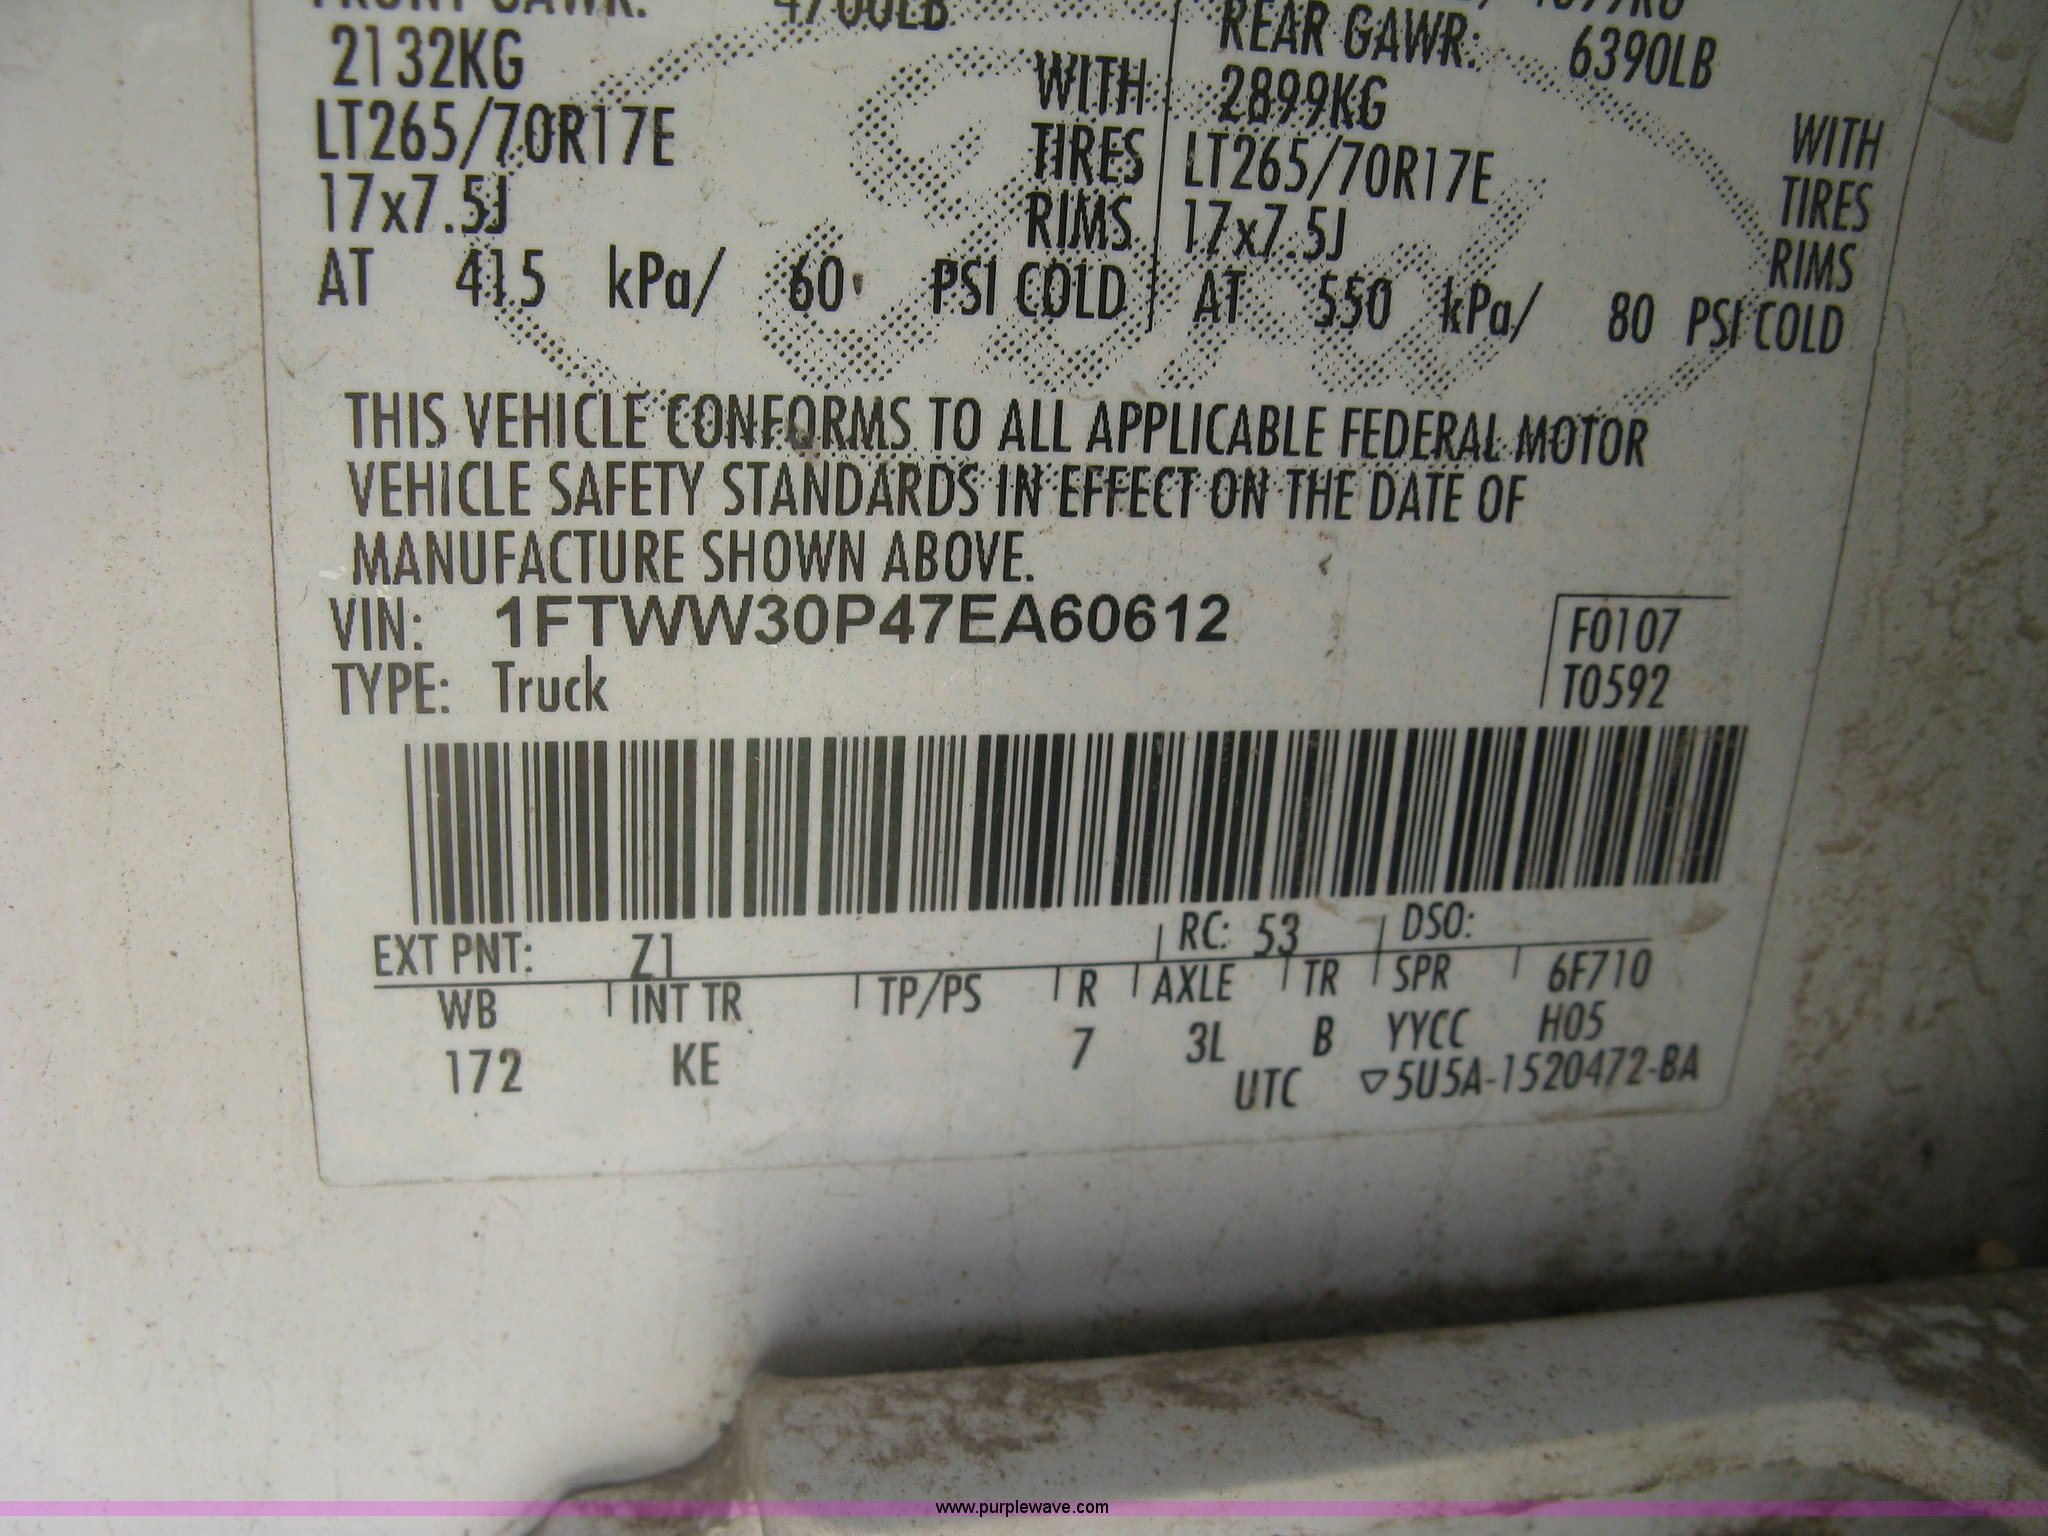 FRONT GAWR: 4700LB
2132KG WITH
LT265/70R17E TIRES
17x7.5J RIMS
AT 415 kPa/ 60 PSI COLD
REAR GAWR: 6390LB
2899KG WITH
LT265/70R17E TIRES
17x7.5J RIMS
AT 550 kPa/ 80 PSI COLD
THIS VEHICLE CONFORMS TO ALL APPLICABLE FEDERAL MOTOR
VEHICLE SAFETY STANDARDS IN EFFECT ON THE DATE OF
MANUFACTURE SHOWN ABOVE.
VIN: 1FTWW30P47EA60612 F0107
TYPE: Truck T0592
EXT PNT: Z1 RC: 53 DSO:
WB INT TR TP/PS R AXLE TR SPR 6F710
172 KE 7 3L B YYCC H05
UTC ▽5U5A-1520472-BA
www.purplewave.com